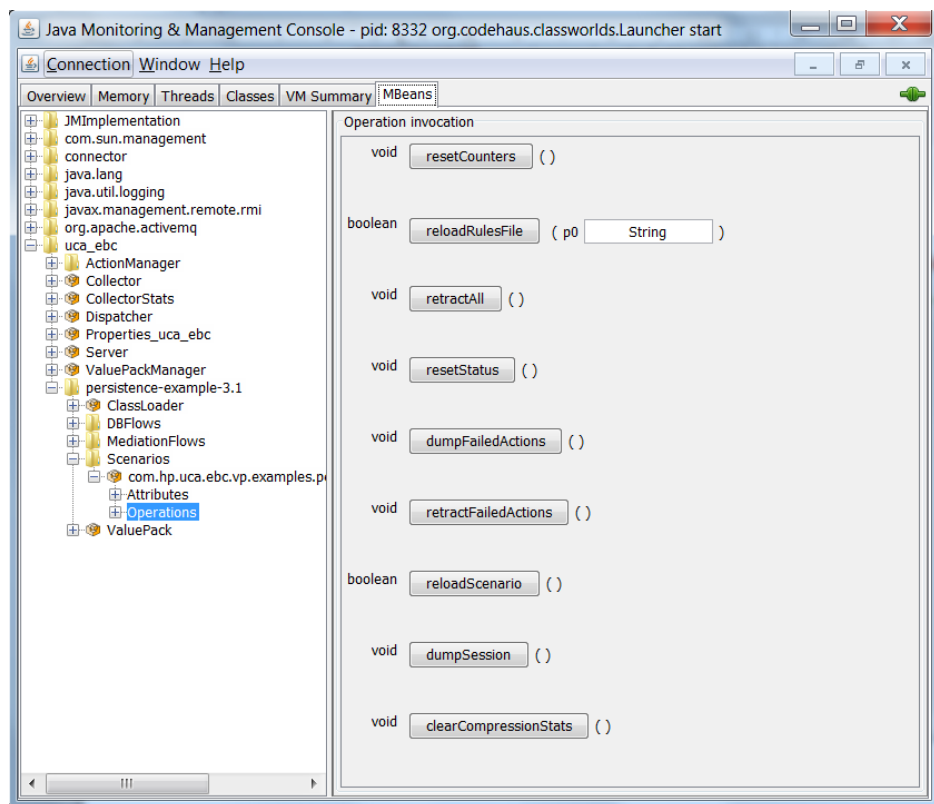 Java Monitoring & Management Console - pid: 8332 org.codehaus.classworlds.Launcher start
Connection Window Help
Overview Memory Threads Classes VM Summary MBeans
JMImplementation
com.sun.management
connector
java.lang
java.util.logging
javax.management.remote.rmi
org.apache.activemq
uca_ebc
ActionManager
Collector
CollectorStats
Dispatcher
Properties_uca_ebc
Server
ValuePackManager
persistence-example-3.1
ClassLoader
DBFlows
MediationFlows
Scenarios
com.hp.uca.ebc.vp.examples.pe
Attributes
Operations
ValuePack
Operation invocation
void resetCounters ( )
boolean reloadRulesFile ( p0 String )
void retractAll ( )
void resetStatus ( )
void dumpFailedActions ( )
void retractFailedActions ( )
boolean reloadScenario ( )
void dumpSession ( )
void clearCompressionStats ( )